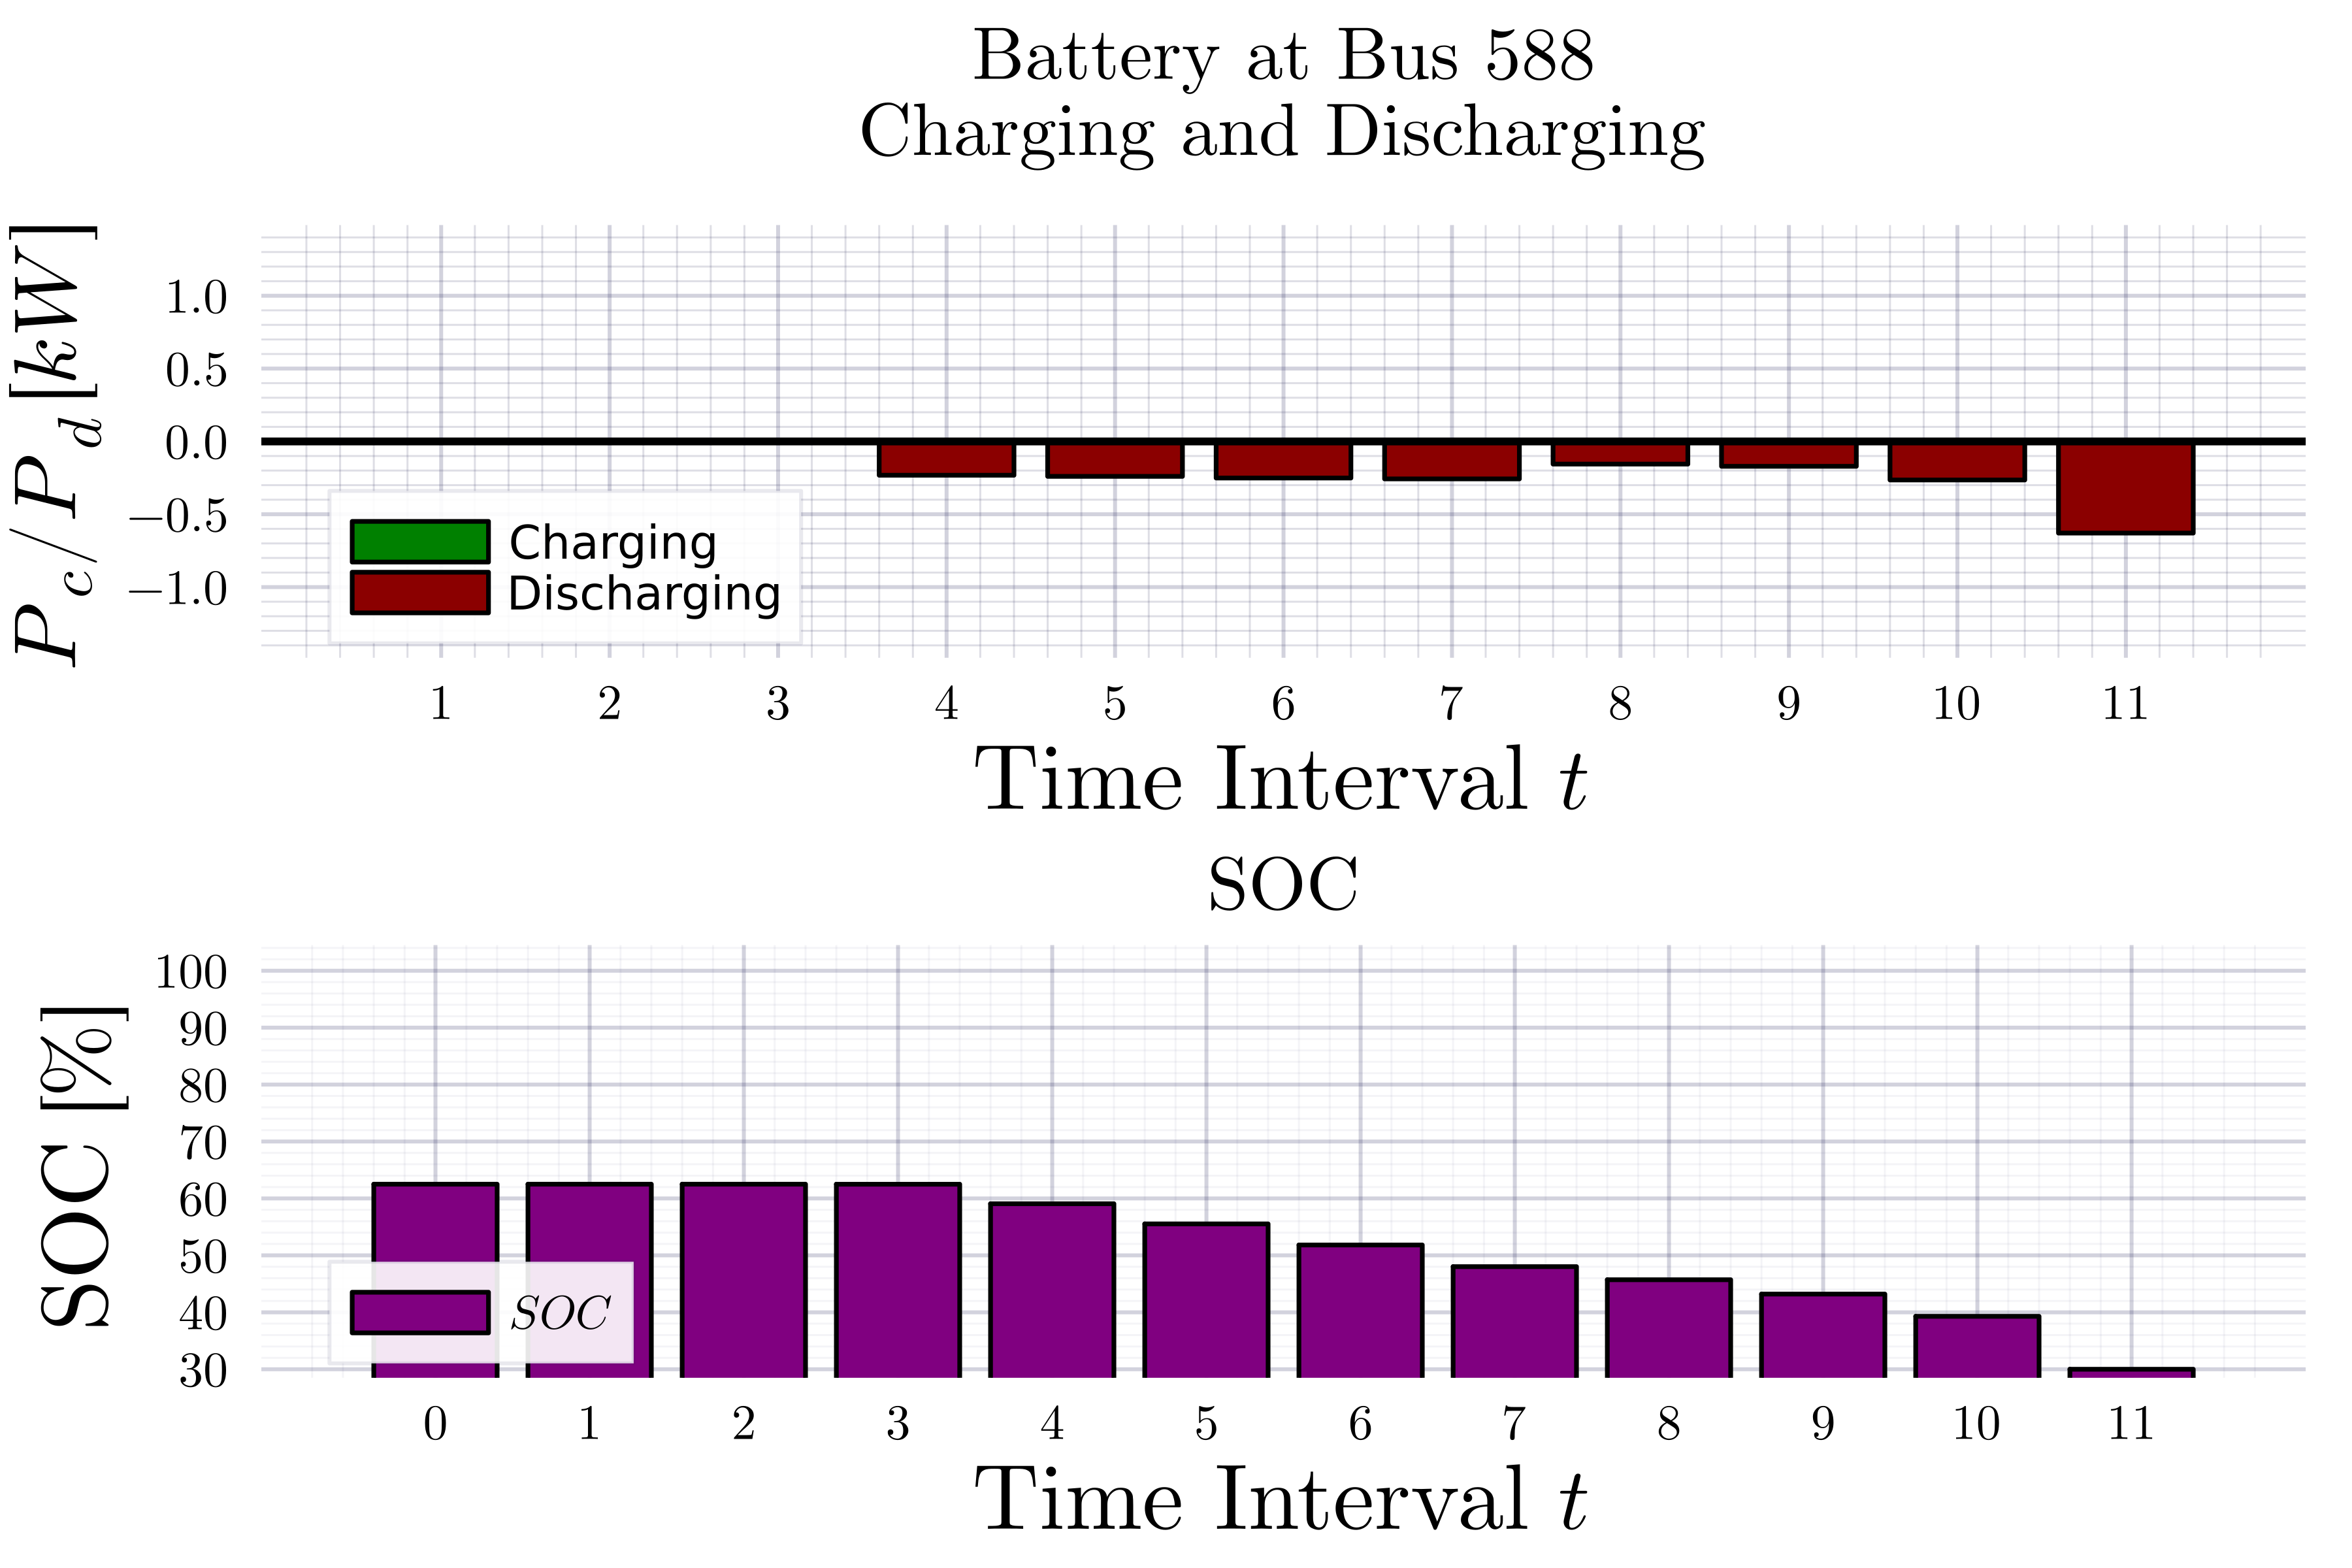 Battery at Bus 588
Charging and Discharging
P_c/P_d [kW]
1.0
0.5
0.0
−0.5
−1.0
Charging
Discharging
1 2 3 4 5 6 7 8 9 10 11
Time Interval t
SOC
SOC [%]
100
90
80
70
60
50
40
30
SOC
0 1 2 3 4 5 6 7 8 9 10 11
Time Interval t